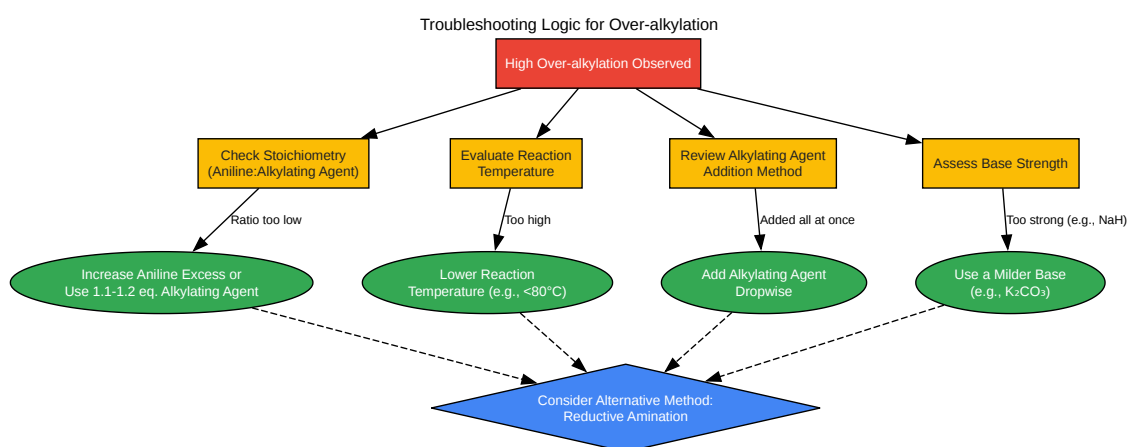 Troubleshooting Logic for Over-alkylation
High Over-alkylation Observed
Check Stoichiometry
(Aniline:Alkylating Agent)
Evaluate Reaction
Temperature
Review Alkylating Agent
Addition Method
Assess Base Strength
Ratio too low
Too high
Added all at once
Too strong (e.g., NaH)
Increase Aniline Excess or
Use 1.1-1.2 eq. Alkylating Agent
Lower Reaction
Temperature (e.g., <80°C)
Add Alkylating Agent
Dropwise
Use a Milder Base
(e.g., K₂CO₃)
Consider Alternative Method:
Reductive Amination